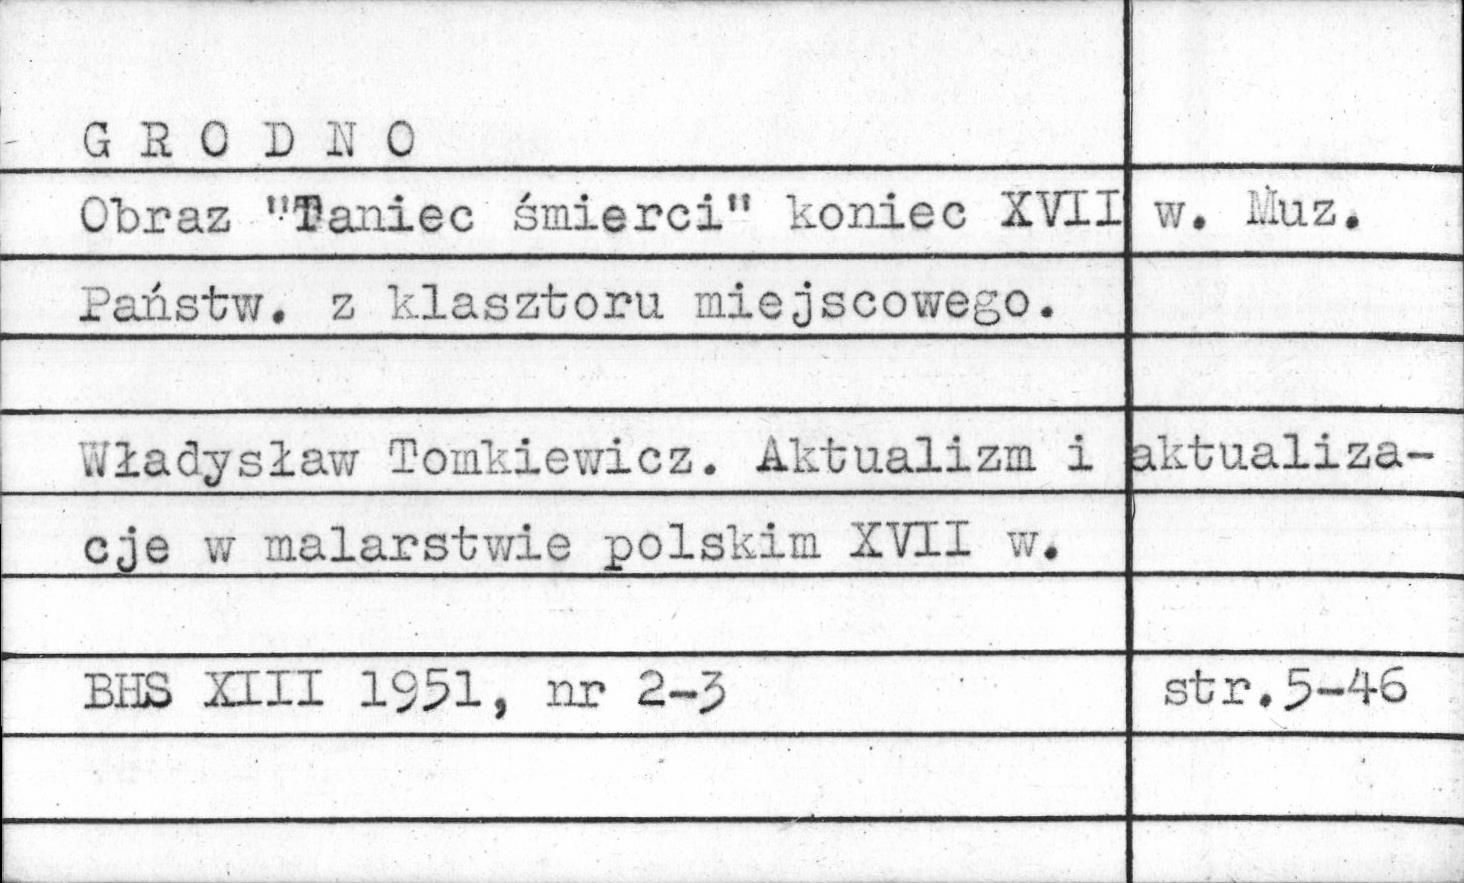 G R O D N O
Obraz "Taniec śmierci" koniec XVII w. Muz.
Państw. z klasztoru miejscowego.
Władysław Tomkiewicz. Aktualizm i aktualiza-
cje w malarstwie polskim XVII w.
BHS XIII 1951, nr 2-3 str.5-46